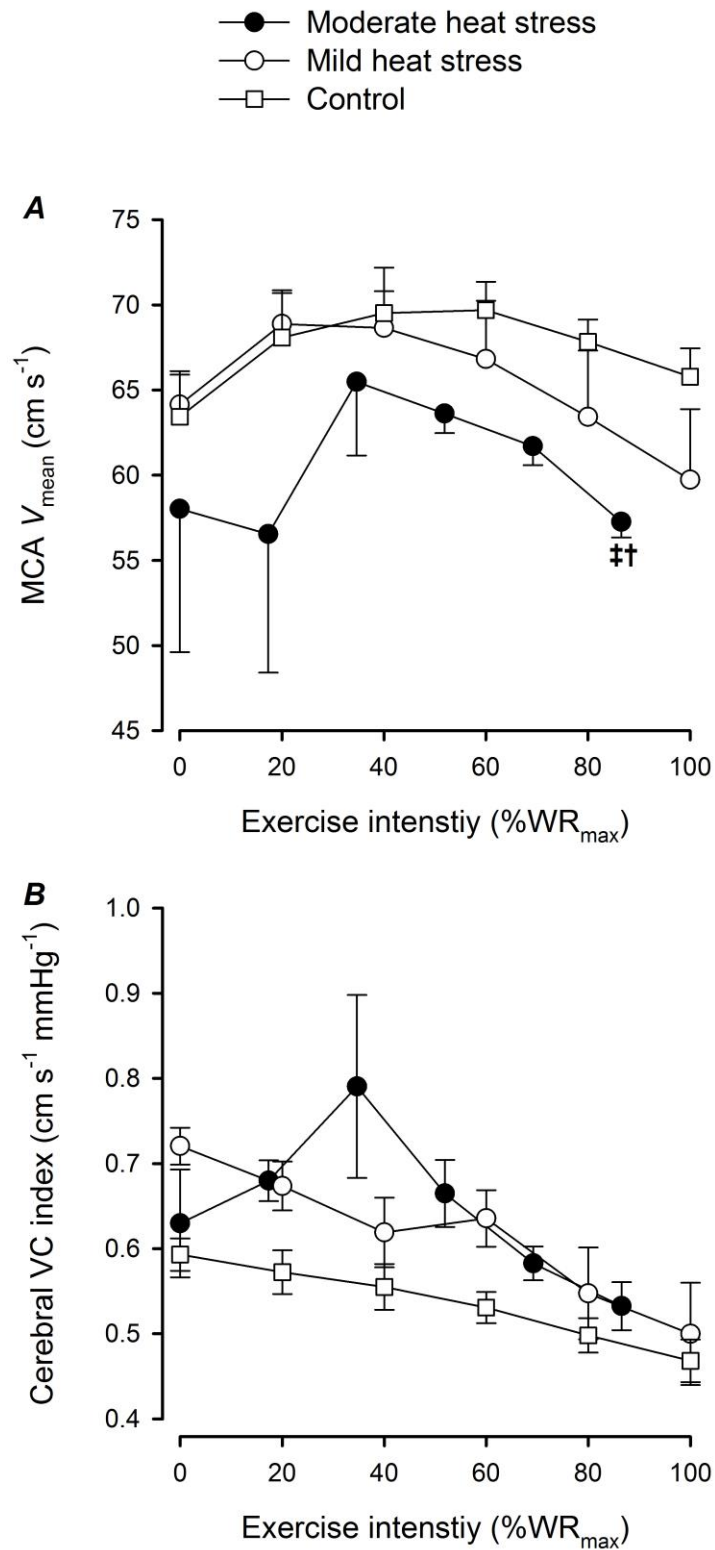 Moderate heat stress
Mild heat stress
Control
A
75
70
65
60
55
50
45
MCA Vmean (cm s-1)
‡†
0 20 40 60 80 100
Exercise intenstiy (%WRmax)
B
1.0
0.9
0.8
0.7
0.6
0.5
0.4
Cerebral VC index (cm s-1 mmHg-1)
0 20 40 60 80 100
Exercise intenstiy (%WRmax)